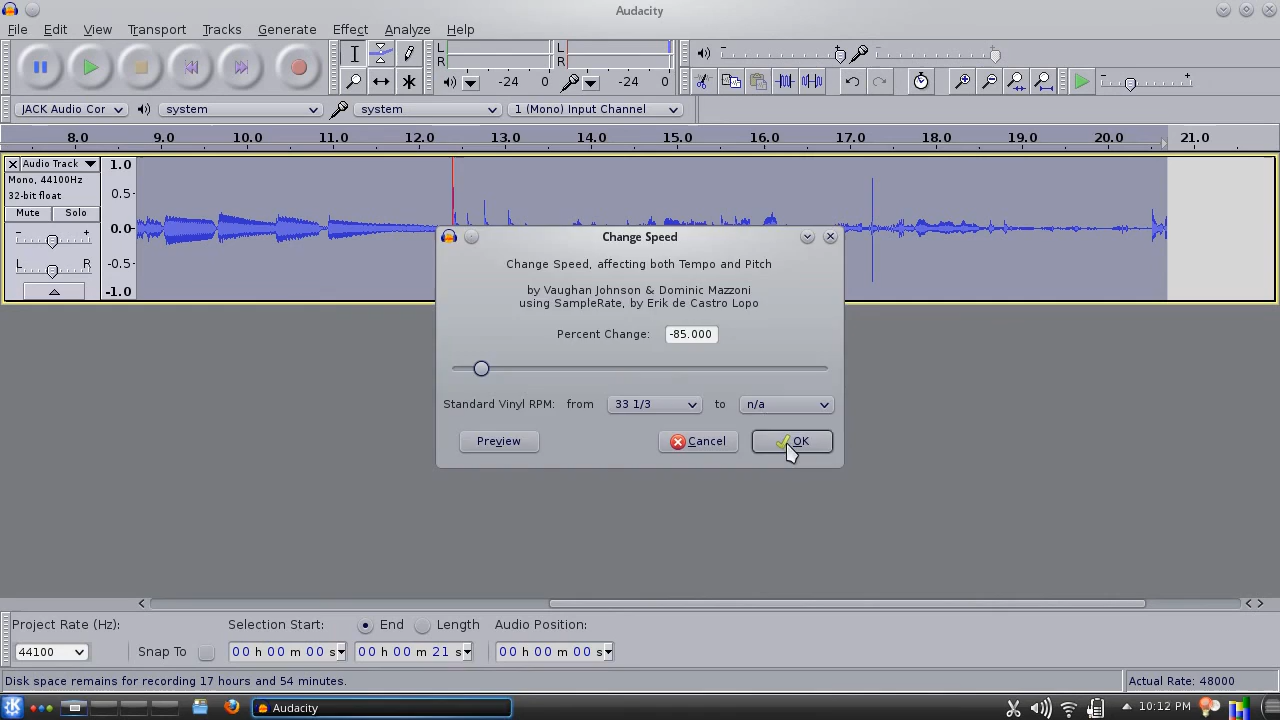 Audacity
File Edit View Transport Tracks Generate Effect Analyze Help
L
R
-24 0
L
R
-24 0
JACK Audio Cor system system 1 (Mono) Input Channel
8.0 9.0 10.0 11.0 12.0 13.0 14.0 15.0 16.0 17.0 18.0 19.0 20.0 21.0
Audio Track
Mono, 44100Hz
32-bit float
Mute Solo
- +
L R
1.0
0.5
0.0
-0.5
-1.0
Change Speed
Change Speed, affecting both Tempo and Pitch
by Vaughan Johnson & Dominic Mazzoni
using SampleRate, by Erik de Castro Lopo
Percent Change: -85.000
Standard Vinyl RPM: from 33 1/3 to n/a
Preview Cancel OK
Project Rate (Hz): Selection Start: End Length Audio Position:
44100 Snap To 00 h 00 m 00 s 00 h 00 m 21 s 00 h 00 m 00 s
Disk space remains for recording 17 hours and 54 minutes. Actual Rate: 48000
Audacity 10:12 PM